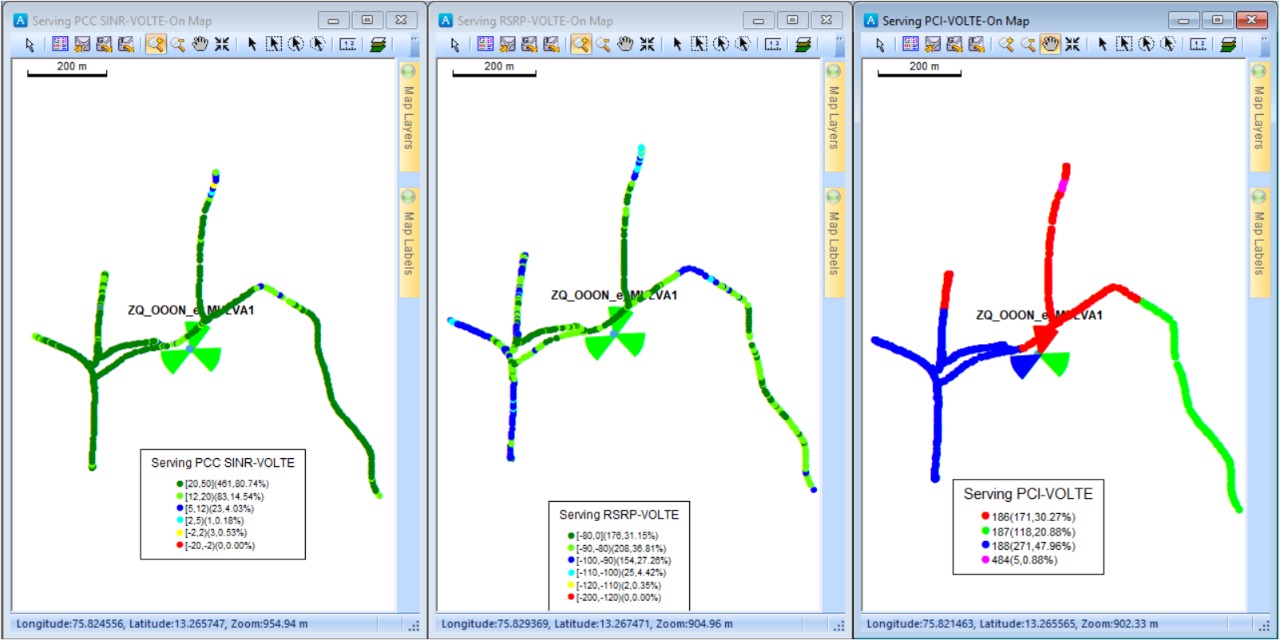 Serving PCC SINR-VOLTE-On Map
200 m
Map Layers
Map Labels
Serving PCC SINR-VOLTE
[20,50](461,80.74%)
[12,20)(83,14.54%)
[5,12)(23,4.03%)
[2,5)(1,0.18%)
[-2,2)(3,0.53%)
[-20,-2)(0,0.00%)
Longitude:75.824556, Latitude:13.265747, Zoom:954.94 m
Serving RSRP-VOLTE-On Map
200 m
Map Layers
Map Labels
Serving RSRP-VOLTE
[-80,0](176,31.15%)
[-90,-80)(208,36.81%)
[-100,-90)(154,27.26%)
[-110,-100)(25,4.42%)
[-120,-110)(2,0.35%)
[-200,-120)(0,0.00%)
Longitude:75.829369, Latitude:13.267471, Zoom:904.96 m
Serving PCI-VOLTE-On Map
200 m
Map Layers
Map Labels
Serving PCI-VOLTE
186(171,30.27%)
187(118,20.88%)
188(271,47.96%)
484(5,0.88%)
Longitude:75.821463, Latitude:13.265565, Zoom:902.33 m